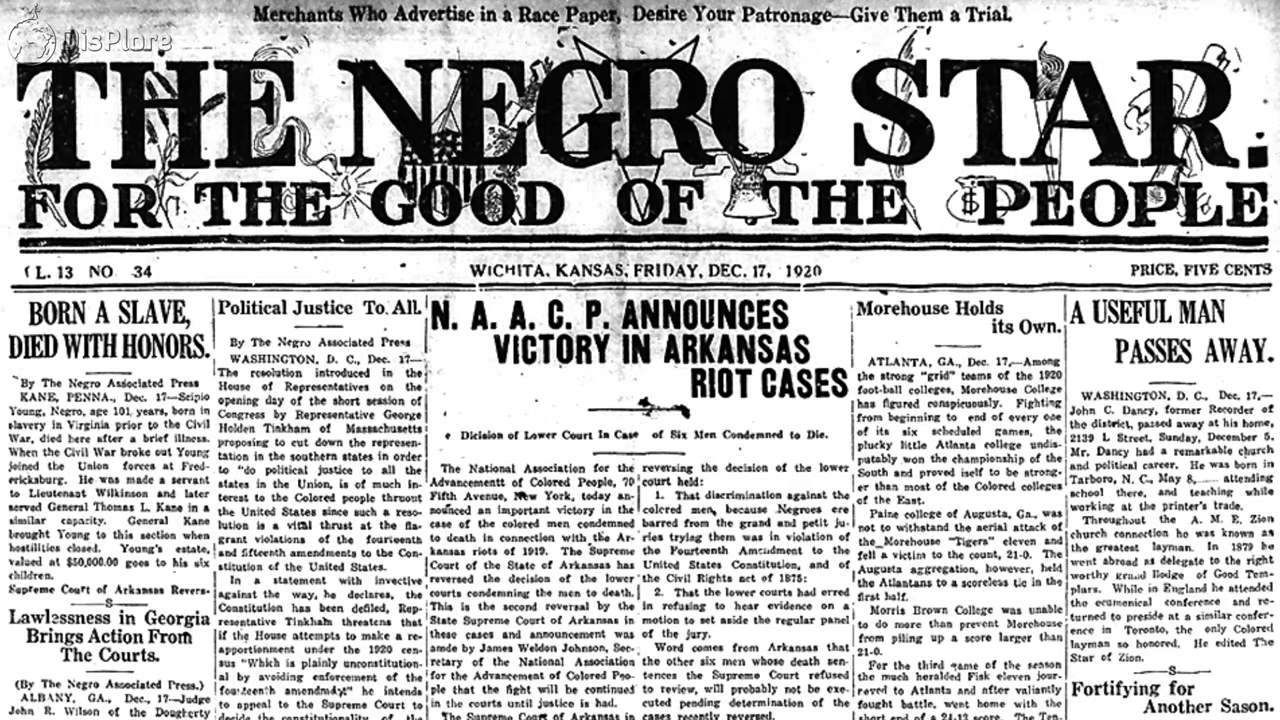 Merchants Who Advertise in a Race Paper, Desire Your Patronage—Give Them a Trial.
DisPlore
THE NEGRO STAR.
FOR THE GOOD OF THE PEOPLE
L. 13 NO 34
WICHITA, KANSAS, FRIDAY, DEC. 17, 1920
PRICE, FIVE CENTS
BORN A SLAVE,
DIED WITH HONORS.
By The Negro Associated Press
KANE, PENNA., Dec. 17—Scipio
Young, Negro, age 101 years, born in
slavery in Virginia prior to the Civil
War, died here after a brief illness.
When the Civil War broke out Young
joined the Union forces at Fred-
ericksburg. He was made a servant
to Lieutenant Wilkinson and later
served General Thomas L. Kane in a
similar capacity. General Kane
brought Young to this section when
hostilities closed. Young's estate,
valued at $50,000.00 goes to his six
children.
Supreme Court of Arkansas Revers-
S
Lawlessness in Georgia
Brings Action From
The Courts.
(By The Negro Associated Press.)
ALBANY, GA., Dec., 17—Judge
John R. Wilson of the Dougherty
Political Justice To. All.
By the Negro Associated Press
WASHINGTON, D. C., Dec. 17—
The resolution introduced in the
House of Representatives on the
opening day of the short session of
Congress by Representative George
Holden Tinkham of Massachusetts
proposing to cut down the represen-
tation in the southern states in order
to "do political justice to all the
states in the Union, is of much in-
terest to the Colored people thruout
the United States since such a reso-
lution is a vital thrust at the fla-
grant violations of the fourteenth
and fifteenth amendments to the Con-
stitution of the United States.
In a statement with invective
against the way, he declares, the
Constitution has been defiled, Rep-
resentative Tinkham threatens that
if the House attempts to make a re-
apportionment under the 1920 cen-
sus "Which is plainly unconstitution-
al by avoiding enforcement of the
fourteenth amendmdy" he intends
to appeal to the Supreme Court to
decide the constitutionality of the
N. A. A. C. P. ANNOUNCES
VICTORY IN ARKANSAS
RIOT CASES
Dicision of Lower Court In Case of Six Men Condemned to Die.
The National Association for the
Advancementt of Colored People, 70
Fifth Avenue, New York, today an-
nounced an important victory in the
case of the colored men condemned
to death in connection with the Ar-
kansas riots of 1919. The Supreme
Court of the State of Arkansas has
reversed the decision of the lower
courts condemning the men to death.
This is the second reversal by the
State Supreme Court of Arkansas in
these cases and announcement was
amde by James Weldon Johnson, Sec-
retary of the National Association
for the Advancement of Colored Peo-
ple that the fight will be continued
in the courts until justice is had.
The Supreme Court of Arkansas in
reversing the decision of the lower
court held:
1. That discrimination against the
colored men, because Negroes ere
barred from the grand and petit ju-
ries trying them was in violation of
the Fourteenth Amendment to the
United States Constitution, and of
the Civil Rights act of 1875:
2. That the lower courts had erred
in refusing to hear evidence on a
motion to set aside the regular panel
of the jury.
Word comes from Arkansas that
the other six men whose death sen-
tences the Supreme Court refused
to review, will probably not be exe-
cuted pending determination of the
cases recently reversed.
Morehouse Holds
its Own.
ATLANTA, GA., Dec. 17,—Among
the strong "grid" teams of the 1920
foot-ball colleges, Morehouse College
has figured conspicuously. Fighting
from beginning to end of every one
of its six scheduled games, the
plucky little Atlanta college undis-
putably won the championship of the
South and proved iself to be strong-
er than most of the Colored colleges
of the East.
Paine college of Augusta, Ga., was
not to withstand the aerial attack of
the Morehouse "Tigers" eleven and
fell a victim to the count, 21-0. The
Augusta aggregation, however, held
the Atlantans to a scoreless tie in the
first half.
Morris Brown College was unable
to do more than prevent Morehouse
from piling up a score larger than
21-0.
For the third game of the season
the much heralded Fisk eleven jour-
reved to Atlanta and after valiantly
fought battle, went home with the
short end of a 24-13 score. The Ten.
A USEFUL MAN
PASSES AWAY.
WASHINGTON, D. C., Dec. 17,—
John C. Dancy, former Recorder of
the district, passed away at his home,
2139 L Street, Sunday, December 5.
Mr. Dancy had a remarkable church
and political career. He was born in
Tarboro, N. C., May 8, attending
school there, and teaching while
working at the printer's trade.
Throughout the A. M. E. Zion
church connection he was known as
the greatest layman. In 1879 he
went abroad as delegate to the right
worthy grand lodge of Good Tem-
plars. While in England he attended
the ecumenical conference and re-
turned to preside at a similar confer-
ence in Toronto, the only Colored
layman so honored. He edited The
Star of Zion.
S
Fortifying for
Another Sason.